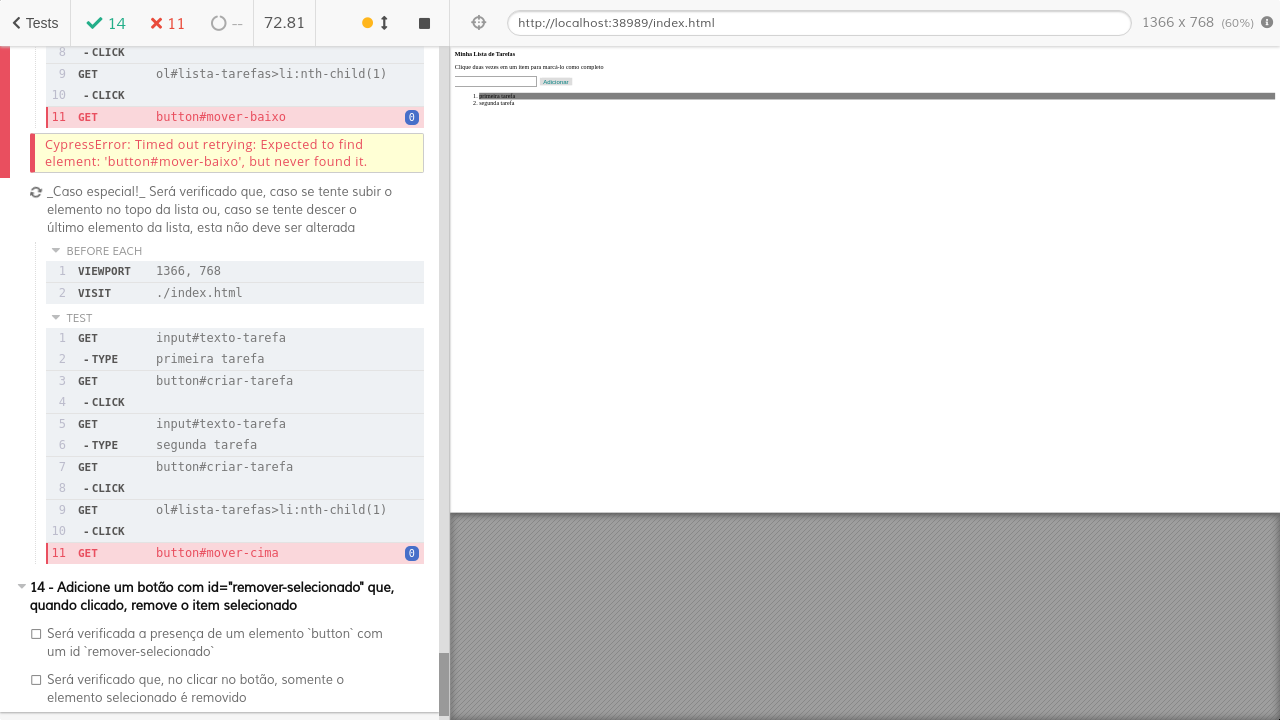 Tests 14 11 -- 72.81 http://localhost:38989/index.html 1366 x 768 (60%)
8 - CLICK
9 GET ol#lista-tarefas>li:nth-child(1)
10 - CLICK
11 GET button#mover-baixo 0
CypressError: Timed out retrying: Expected to find
element: 'button#mover-baixo', but never found it.
_Caso especial!_ Será verificado que, caso se tente subir o
elemento no topo da lista ou, caso se tente descer o
último elemento da lista, esta não deve ser alterada
BEFORE EACH
1 VIEWPORT 1366, 768
2 VISIT ./index.html
TEST
1 GET input#texto-tarefa
2 - TYPE primeira tarefa
3 GET button#criar-tarefa
4 - CLICK
5 GET input#texto-tarefa
6 - TYPE segunda tarefa
7 GET button#criar-tarefa
8 - CLICK
9 GET ol#lista-tarefas>li:nth-child(1)
10 - CLICK
11 GET button#mover-cima 0
14 - Adicione um botão com id="remover-selecionado" que,
quando clicado, remove o item selecionado
Será verificada a presença de um elemento `button` com
um id `remover-selecionado`
Será verificado que, no clicar no botão, somente o
elemento selecionado é removido
Minha Lista de Tarefas
Clique duas vezes em um item para marcá-lo como completo
Adicionar
1. primeira tarefa
2. segunda tarefa